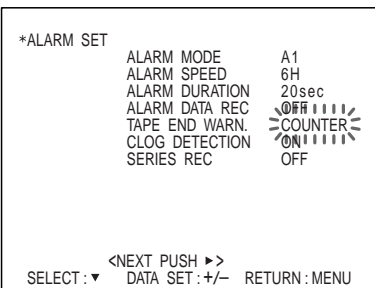 *ALARM SET
ALARM MODE A1
ALARM SPEED 6H
ALARM DURATION 20sec
ALARM DATA REC OFF
TAPE END WARN. COUNTER
CLOG DETECTION ON
SERIES REC OFF
<NEXT PUSH ►>
SELECT:▼ DATA SET:+/– RETURN:MENU